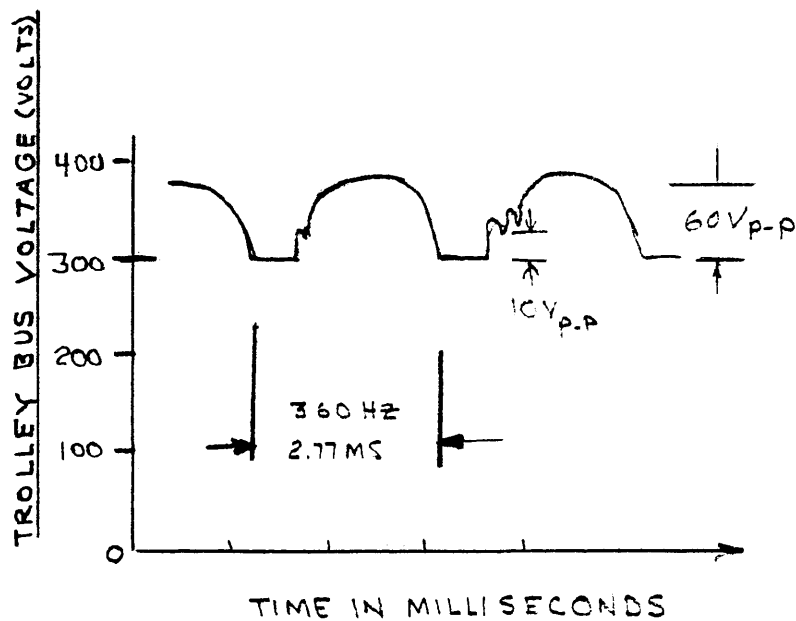 TROLLEY BUS VOLTAGE (VOLTS)
400
300
200
100
0
60Vp-p
10Vp-p
360 HZ
2.77MS
TIME IN MILLISECONDS